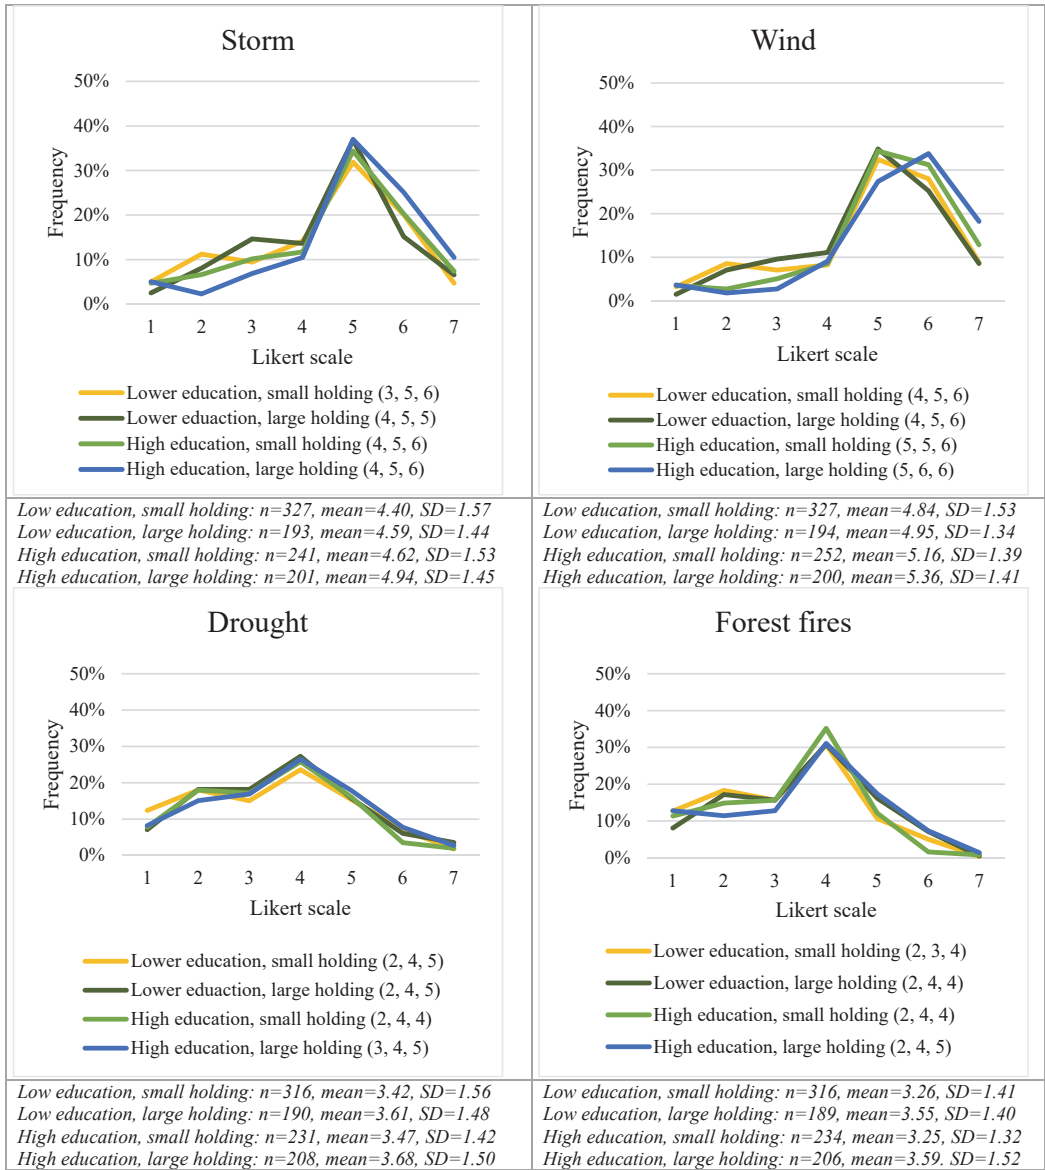 Storm
50%
40%
30%
20%
10%
0%
Frequency
1 2 3 4 5 6 7
Likert scale
Lower education, small holding (3, 5, 6)
Lower eduaction, large holding (4, 5, 5)
High education, small holding (4, 5, 6)
High education, large holding (4, 5, 6)
Low education, small holding: n=327, mean=4.40, SD=1.57
Low education, large holding: n=193, mean=4.59, SD=1.44
High education, small holding: n=241, mean=4.62, SD=1.53
High education, large holding: n=201, mean=4.94, SD=1.45
Wind
50%
40%
30%
20%
10%
0%
Frequency
1 2 3 4 5 6 7
Likert scale
Lower education, small holding (4, 5, 6)
Lower eduaction, large holding (4, 5, 6)
High education, small holding (5, 5, 6)
High education, large holding (5, 6, 6)
Low education, small holding: n=327, mean=4.84, SD=1.53
Low education, large holding: n=194, mean=4.95, SD=1.34
High education, small holding: n=252, mean=5.16, SD=1.39
High education, large holding: n=200, mean=5.36, SD=1.41
Drought
50%
40%
30%
20%
10%
0%
Frequency
1 2 3 4 5 6 7
Likert scale
Lower education, small holding (2, 4, 5)
Lower eduaction, large holding (2, 4, 5)
High education, small holding (2, 4, 4)
High education, large holding (3, 4, 5)
Low education, small holding: n=316, mean=3.42, SD=1.56
Low education, large holding: n=190, mean=3.61, SD=1.48
High education, small holding: n=231, mean=3.47, SD=1.42
High education, large holding: n=208, mean=3.68, SD=1.50
Forest fires
50%
40%
30%
20%
10%
0%
Frequency
1 2 3 4 5 6 7
Likert scale
Lower education, small holding (2, 3, 4)
Lower eduaction, large holding (2, 4, 4)
High education, small holding (2, 4, 4)
High education, large holding (2, 4, 5)
Low education, small holding: n=316, mean=3.26, SD=1.41
Low education, large holding: n=189, mean=3.55, SD=1.40
High education, small holding: n=234, mean=3.25, SD=1.32
High education, large holding: n=206, mean=3.59. SD=1.52